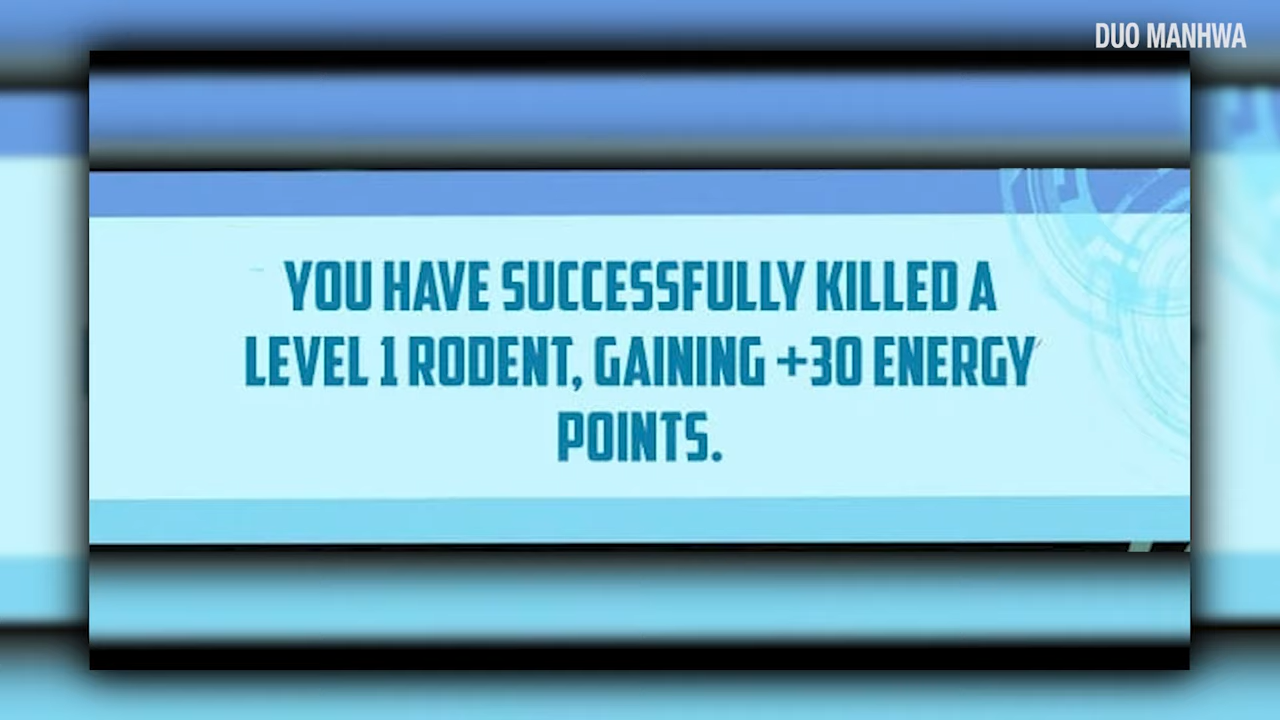 DUO MANHWA
YOU HAVE SUCCESSFULLY KILLED A
LEVEL 1 RODENT, GAINING +30 ENERGY
POINTS.